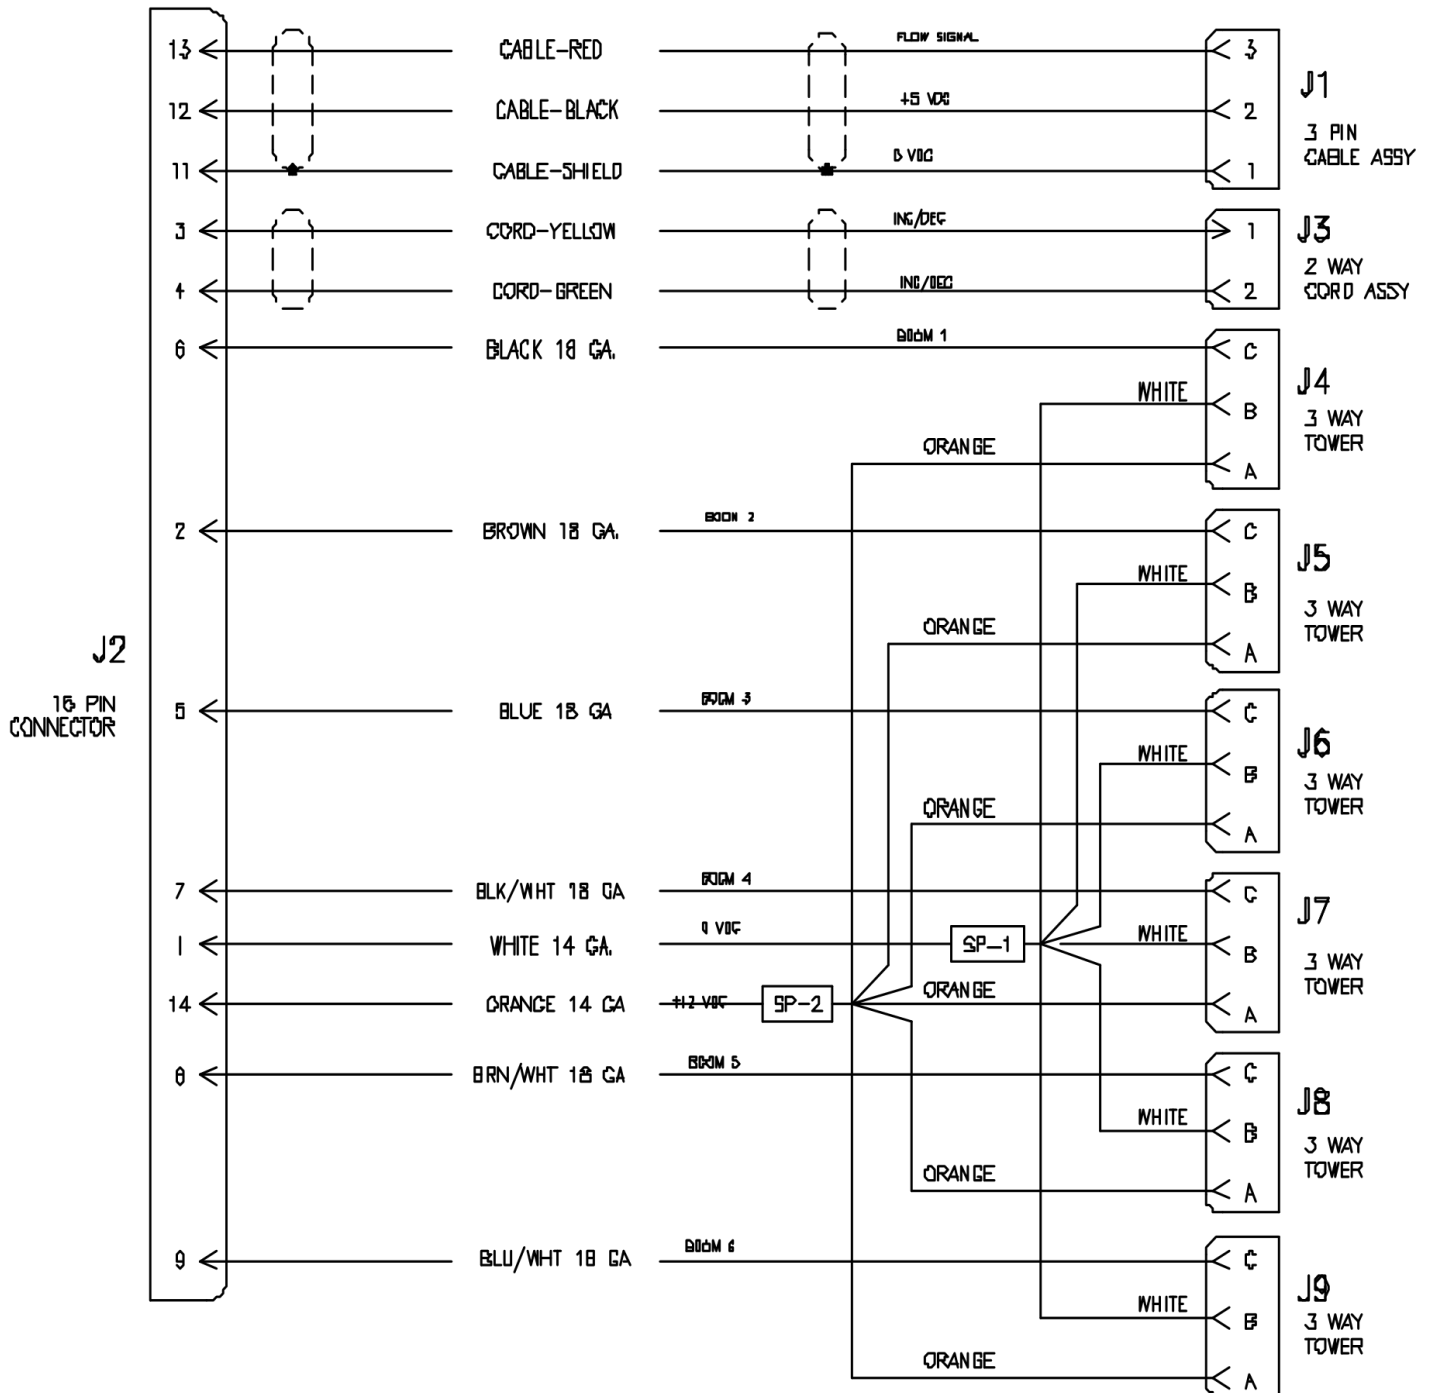 13 CABLE-RED FLOW SIGNAL 3
J1
12 CABLE-BLACK +5 VDC 2
3 PIN
CABLE ASSY
11 CABLE-SHIELD 0 VDC 1
3 CORD-YELLOW INC/DEC 1
J3
2 WAY
CORD ASSY
4 CORD-GREEN INC/DEC 2
6 BLACK 18 GA. BOOM 1 C
J4
WHITE B
3 WAY
TOWER
ORANGE A
2 BROWN 18 GA. BOOM 2 C
J5
WHITE B
3 WAY
TOWER
ORANGE A
J2
16 PIN
CONNECTOR
5 BLUE 18 GA BOOM 3 C
J6
WHITE B
3 WAY
TOWER
ORANGE A
7 BLK/WHT 18 GA BOOM 4 C
J7
1 WHITE 14 GA. 0 VDC SP-1 WHITE B
3 WAY
TOWER
14 ORANGE 14 GA +12 VDC SP-2 ORANGE A
8 BRN/WHT 18 GA BOOM 5 C
J8
WHITE B
3 WAY
TOWER
ORANGE A
9 BLU/WHT 18 GA BOOM 6 C
J9
WHITE B
3 WAY
TOWER
ORANGE A